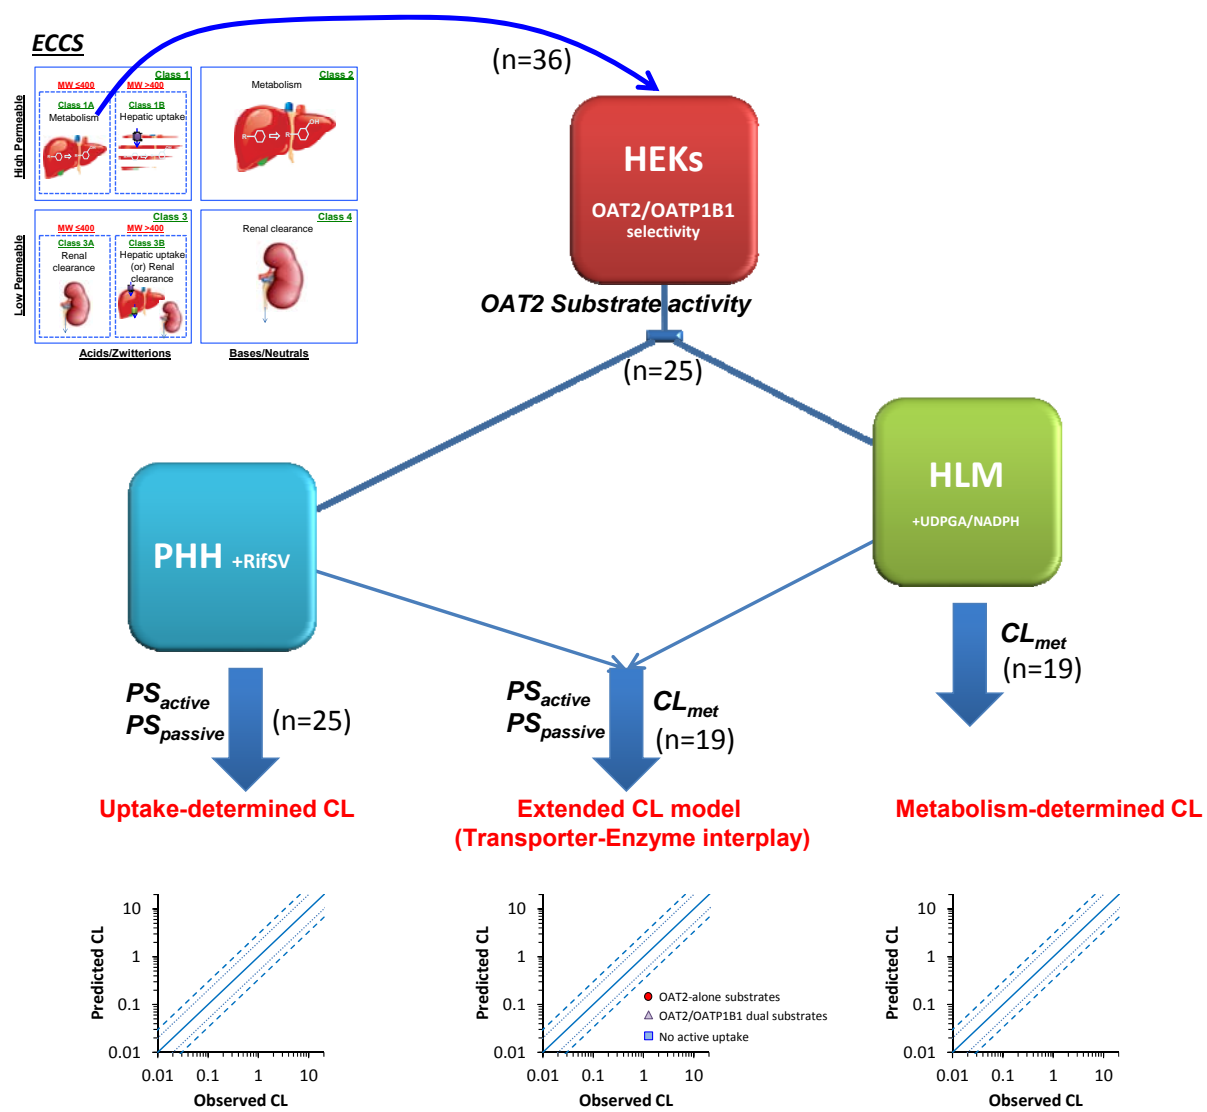 ECCS
(n=36)
Class 1
MW ≤400
MW >400
Class 1A
Metabolism
Class 1B
Hepatic uptake
Class 2
Metabolism
High Permeable
Class 3
MW ≤400
MW >400
Class 3A
Renal
clearance
Class 3B
Hepatic uptake
(or) Renal
clearance
Class 4
Renal clearance
Low Permeable
Acids/Zwitterions
Bases/Neutrals
HEKs
OAT2/OATP1B1
selectivity
OAT2 Substrate activity
(n=25)
PHH +RifSV
HLM
+UDPGA/NADPH
PSactive
PSpassive
(n=25)
PSactive
PSpassive
CLmet
(n=19)
CLmet
(n=19)
Uptake-determined CL
Extended CL model
(Transporter-Enzyme interplay)
Metabolism-determined CL
Predicted CL
10
1
0.1
0.01
0.01 0.1 1 10
Observed CL
Predicted CL
10
1
0.1
0.01
OAT2-alone substrates
OAT2/OATP1B1 dual substrates
No active uptake
0.01 0.1 1 10
Observed CL
Predicted CL
10
1
0.1
0.01
0.01 0.1 1 10
Observed CL